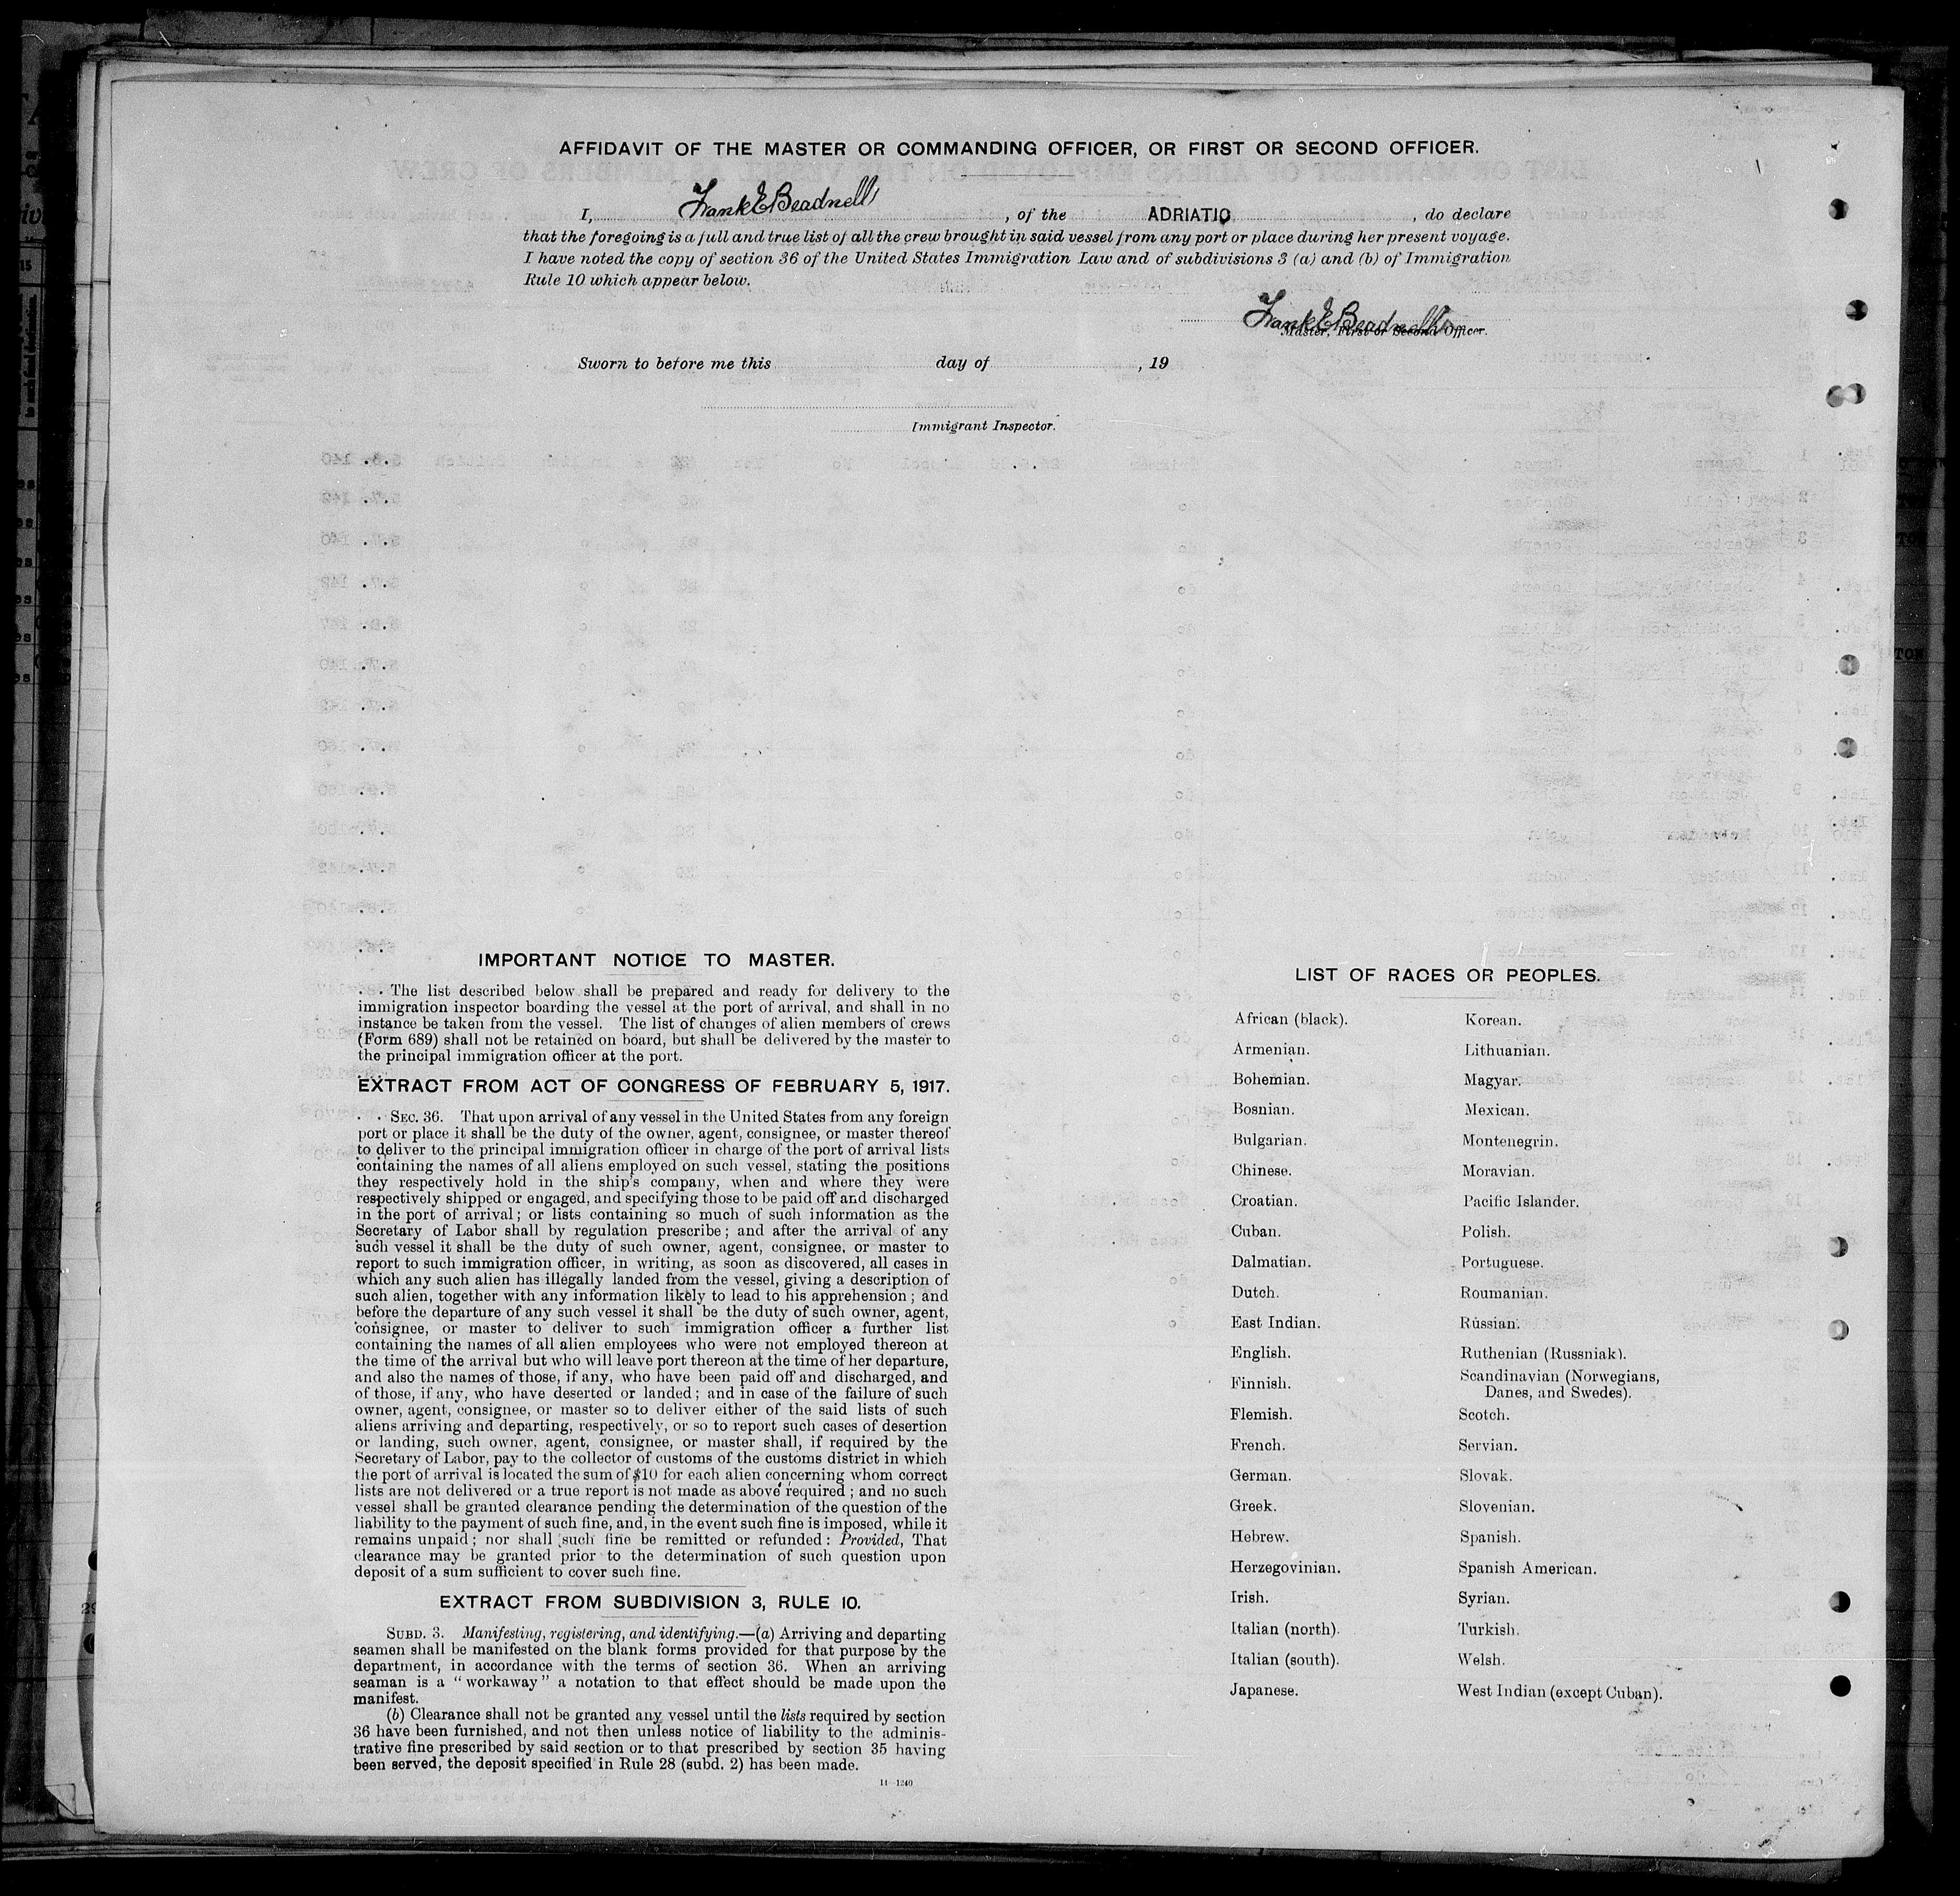 AFFIDAVIT OF THE MASTER OR COMMANDING OFFICER, OR FIRST OR SECOND OFFICER.
I, Frank E Beadnell, of the ADRIATIC, do declare
that the foregoing is a full and true list of all the crew brought in said vessel from any port or place during her present voyage.
I have noted the copy of section 36 of the United States Immigration Law and of subdivisions 3 (a) and (b) of Immigration
Rule 10 which appear below.
Frank E Beadnell
Master, First or Second Officer.
Sworn to before me this day of , 19
Immigrant Inspector.
IMPORTANT NOTICE TO MASTER.
The list described below shall be prepared and ready for delivery to the
immigration inspector boarding the vessel at the port of arrival, and shall in no
instance be taken from the vessel. The list of changes of alien members of crews
(Form 689) shall not be retained on board, but shall be delivered by the master to
the principal immigration officer at the port.
EXTRACT FROM ACT OF CONGRESS OF FEBRUARY 5, 1917.
SEC. 36. That upon arrival of any vessel in the United States from any foreign
port or place it shall be the duty of the owner, agent, consignee, or master thereof
to deliver to the principal immigration officer in charge of the port of arrival lists
containing the names of all aliens employed on such vessel, stating the positions
they respectively hold in the ship's company, when and where they were
respectively shipped or engaged, and specifying those to be paid off and discharged
in the port of arrival; or lists containing so much of such information as the
Secretary of Labor shall by regulation prescribe; and after the arrival of any
such vessel it shall be the duty of such owner, agent, consignee, or master to
report to such immigration officer, in writing, as soon as discovered, all cases in
which any such alien has illegally landed from the vessel, giving a description of
such alien, together with any information likely to lead to his apprehension; and
before the departure of any such vessel it shall be the duty of such owner, agent,
consignee, or master to deliver to such immigration officer a further list
containing the names of all alien employees who were not employed thereon at
the time of the arrival but who will leave port thereon at the time of her departure,
and also the names of those, if any, who have been paid off and discharged, and
of those, if any, who have deserted or landed; and in case of the failure of such
owner, agent, consignee, or master so to deliver either of the said lists of such
aliens arriving and departing, respectively, or so to report such cases of desertion
or landing, such owner, agent, consignee, or master shall, if required by the
Secretary of Labor, pay to the collector of customs of the customs district in which
the port of arrival is located the sum of $10 for each alien concerning whom correct
lists are not delivered or a true report is not made as above required; and no such
vessel shall be granted clearance pending the determination of the question of the
liability to the payment of such fine, and, in the event such fine is imposed, while it
remains unpaid; nor shall such fine be remitted or refunded: Provided, That
clearance may be granted prior to the determination of such question upon
deposit of a sum sufficient to cover such fine.
EXTRACT FROM SUBDIVISION 3, RULE 10.
SUBD. 3. Manifesting, registering, and identifying.—(a) Arriving and departing
seamen shall be manifested on the blank forms provided for that purpose by the
department, in accordance with the terms of section 36. When an arriving
seaman is a "workaway" a notation to that effect should be made upon the
manifest.
(b) Clearance shall not be granted any vessel until the lists required by section
36 have been furnished, and not then unless notice of liability to the adminis-
trative fine prescribed by said section or to that prescribed by section 35 having
been served, the deposit specified in Rule 28 (subd. 2) has been made.
11—1240
LIST OF RACES OR PEOPLES.
African (black).
Armenian.
Bohemian.
Bosnian.
Bulgarian.
Chinese.
Croatian.
Cuban.
Dalmatian.
Dutch.
East Indian.
English.
Finnish.
Flemish.
French.
German.
Greek.
Hebrew.
Herzegovinian.
Irish.
Italian (north).
Italian (south).
Japanese.
Korean.
Lithuanian.
Magyar.
Mexican.
Montenegrin.
Moravian.
Pacific Islander.
Polish.
Portuguese.
Roumanian.
Russian.
Ruthenian (Russniak).
Scandinavian (Norwegians,
Danes, and Swedes).
Scotch.
Servian.
Slovak.
Slovenian.
Spanish.
Spanish American.
Syrian.
Turkish.
Welsh.
West Indian (except Cuban).